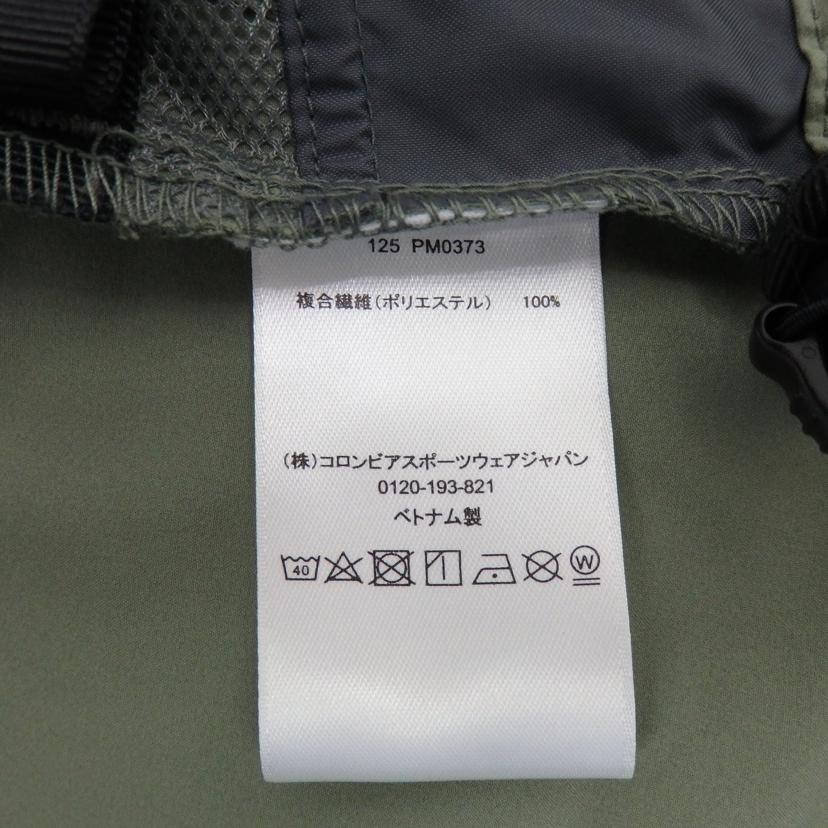 125 PM0373
複合繊維(ポリエステル) 100%
(株)コロンビアスポーツウェアジャパン
0120-193-821
ベトナム製
40 W